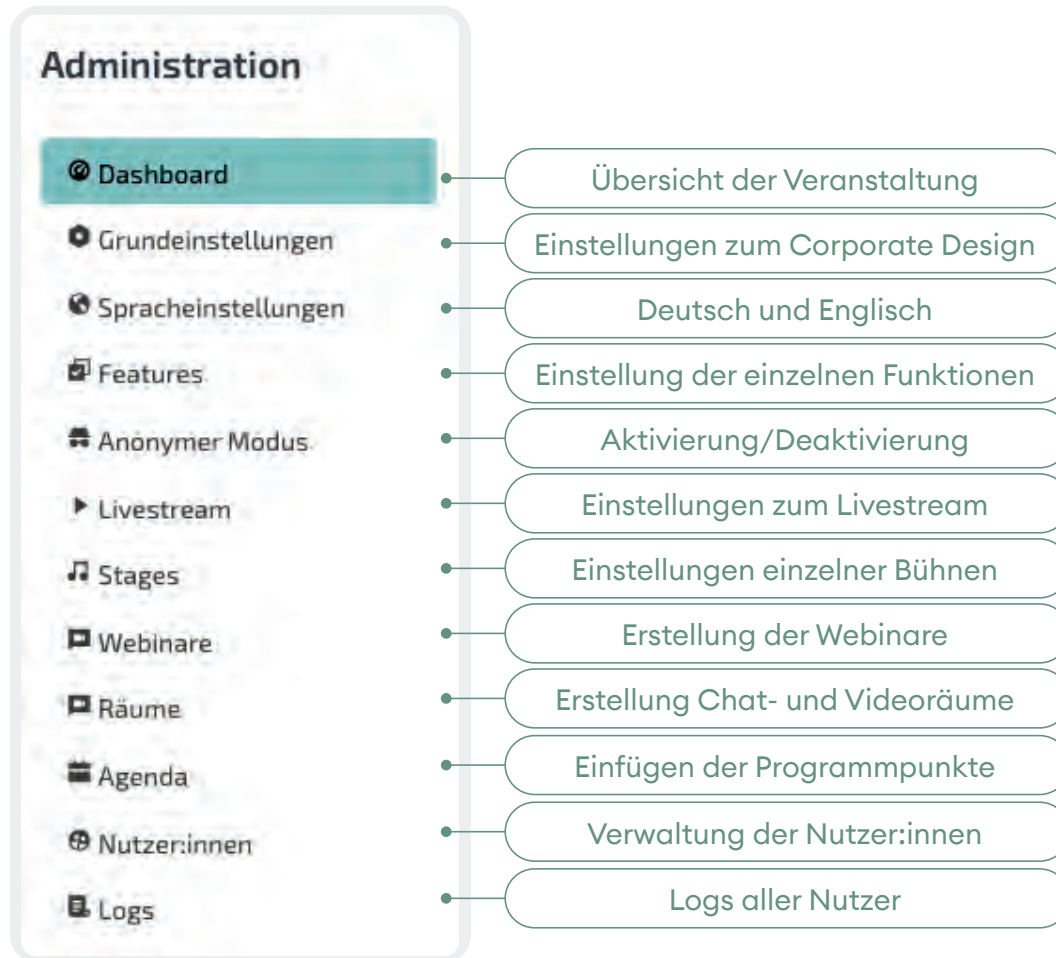 Administration
Dashboard
Übersicht der Veranstaltung
Grundeinstellungen
Einstellungen zum Corporate Design
Spracheinstellungen
Deutsch und Englisch
Features
Einstellung der einzelnen Funktionen
Anonymer Modus
Aktivierung/Deaktivierung
Livestream
Einstellungen zum Livestream
Stages
Einstellungen einzelner Bühnen
Webinare
Erstellung der Webinare
Räume
Erstellung Chat- und Videoräume
Agenda
Einfügen der Programmpunkte
Nutzer:innen
Verwaltung der Nutzer:innen
Logs
Logs aller Nutzer